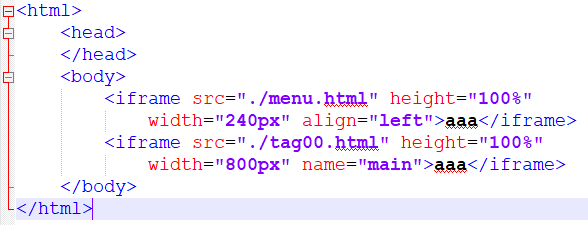 <html>
<head>
</head>
<body>
<iframe src="./menu.html" height="100%"
width="240px" align="left">aaa</iframe>
<iframe src="./tag00.html" height="100%"
width="800px" name="main">aaa</iframe>
</body>
</html>